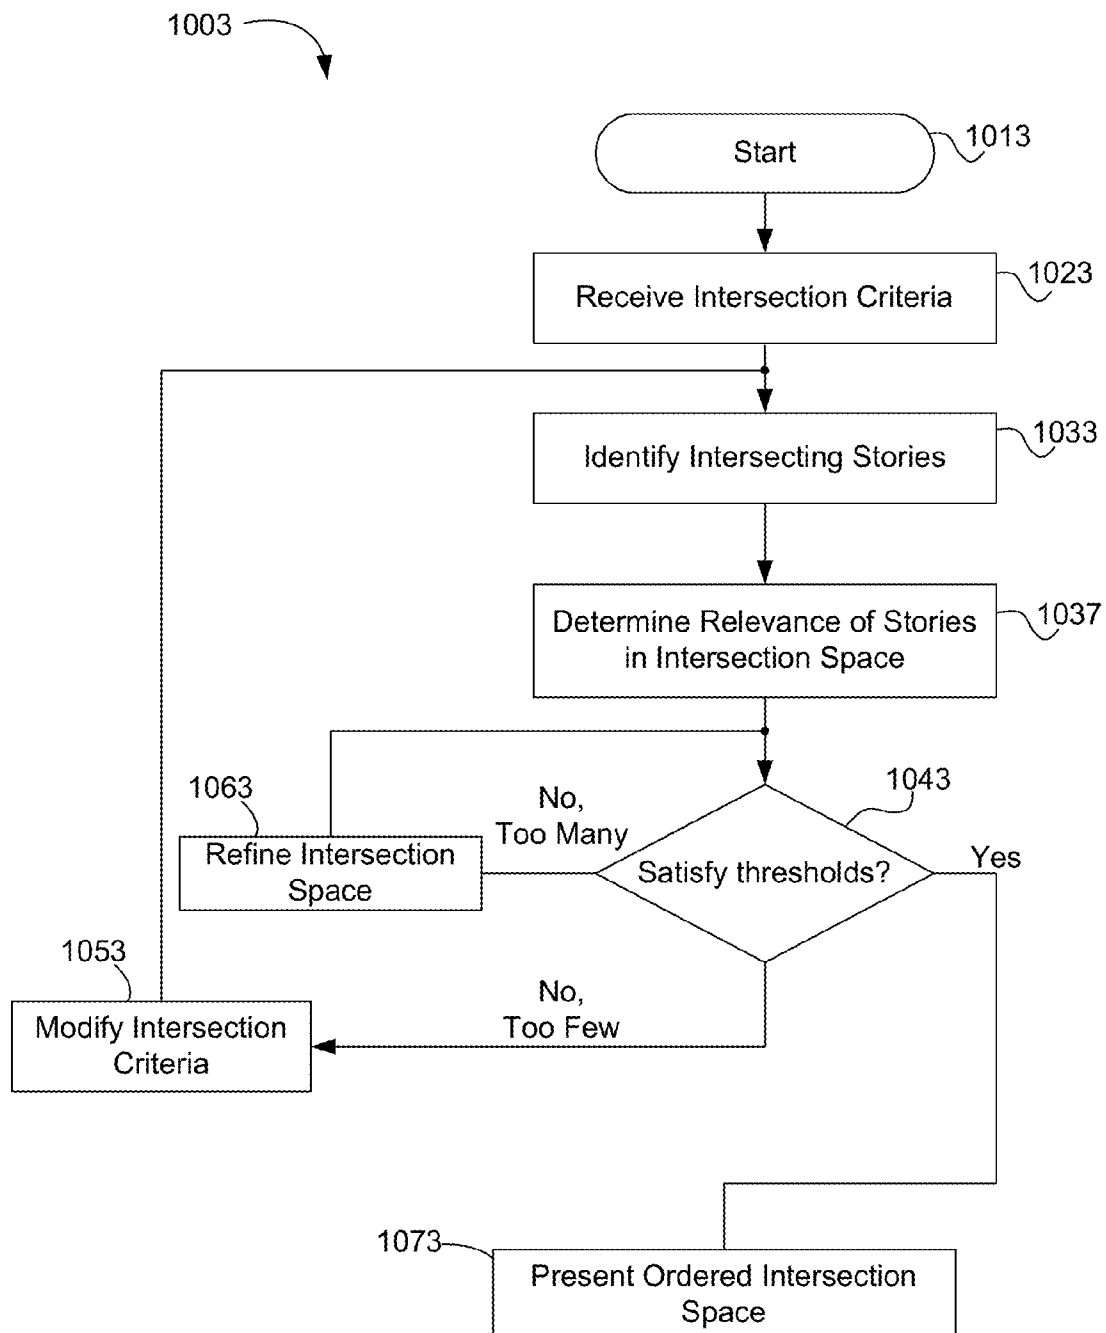 1003
Start
1013
Receive Intersection Criteria
1023
Identify Intersecting Stories
1033
Determine Relevance of Stories
in Intersection Space
1037
1063
No,
Too Many
1043
Refine Intersection
Space
Satisfy thresholds?
Yes
1053
No,
Too Few
Modify Intersection
Criteria
1073
Present Ordered Intersection
Space